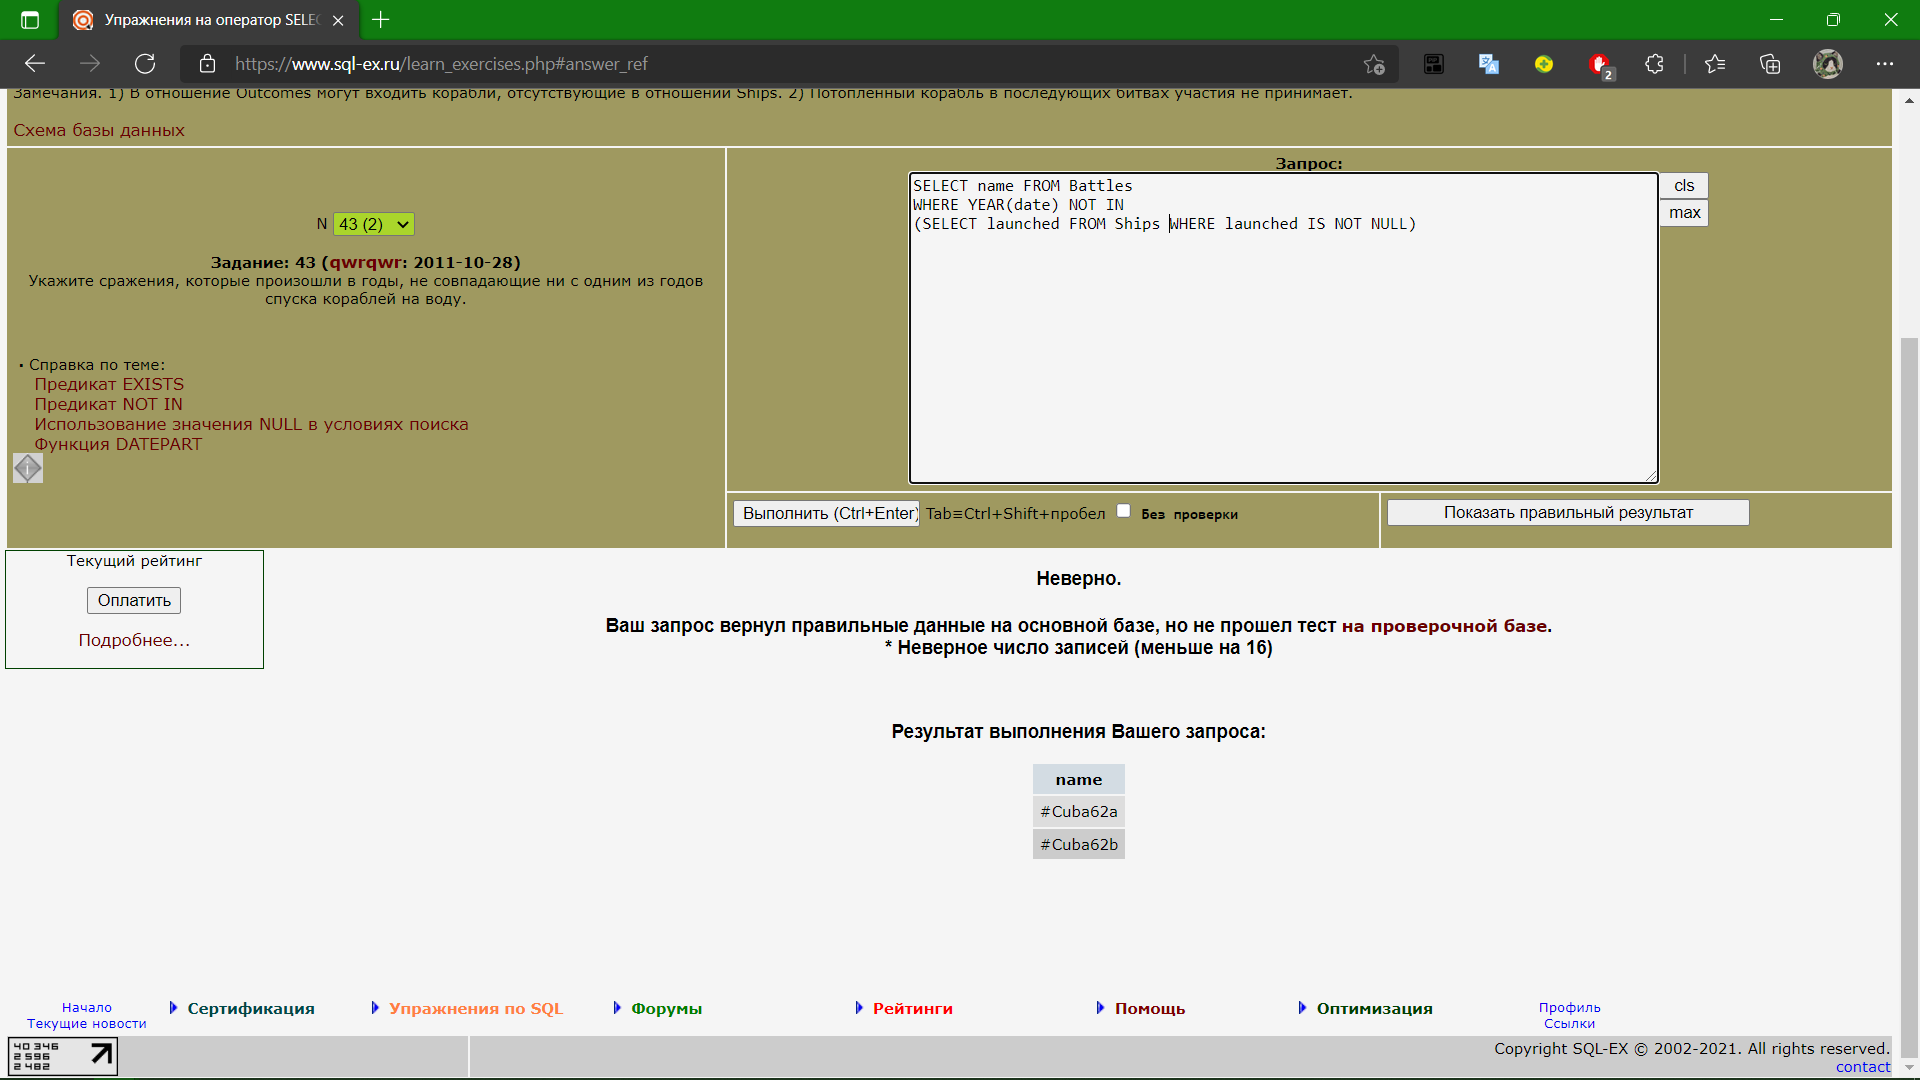 Упражнения на оператор SELEC
https://www.sql-ex.ru/learn_exercises.php#answer_ref
2
Замечания. 1) В отношение Outcomes могут входить корабли, отсутствующие в отношении Ships. 2) Потопленный корабль в последующих битвах участия не принимает.
Схема базы данных
Запрос:
SELECT name FROM Battles
WHERE YEAR(date) NOT IN
(SELECT launched FROM Ships WHERE launched IS NOT NULL)
cls
max
N 43 (2)
Задание: 43 (qwrqwr: 2011-10-28)
Укажите сражения, которые произошли в годы, не совпадающие ни с одним из годов
спуска кораблей на воду.
• Справка по теме:
Предикат EXISTS
Предикат NOT IN
Использование значения NULL в условиях поиска
Функция DATEPART
Выполнить (Ctrl+Enter) Tab≡Ctrl+Shift+пробел Без проверки
Показать правильный результат
Текущий рейтинг
Оплатить
Подробнее...
Неверно.
Ваш запрос вернул правильные данные на основной базе, но не прошел тест на проверочной базе.
* Неверное число записей (меньше на 16)
Результат выполнения Вашего запроса:
name
#Cuba62a
#Cuba62b
Начало
Текущие новости
Сертификация
Упражнения по SQL
Форумы
Рейтинги
Помощь
Оптимизация
Профиль
Ссылки
40 346
2 596
2 482
Copyright SQL-EX © 2002-2021. All rights reserved.
contact